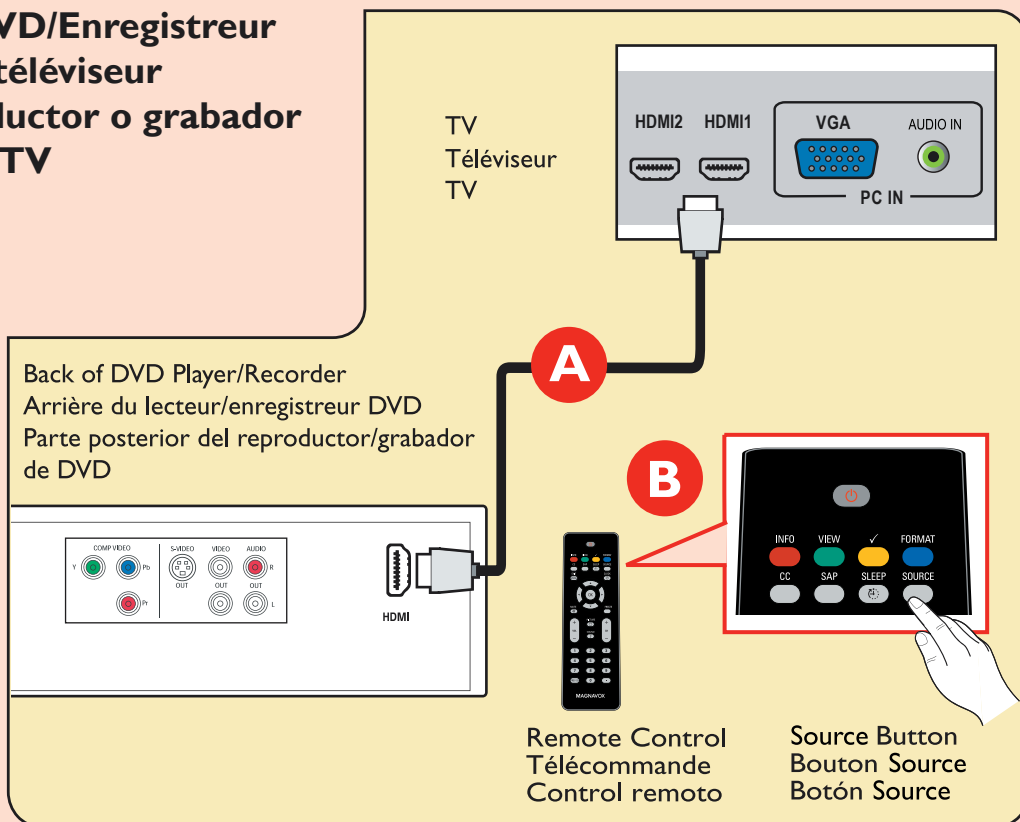 VD/Enregistreur
téléviseur
ductor o grabador
TV
TV
Téléviseur
TV
HDMI2 HDMI1 VGA AUDIO IN
PC IN
A
Back of DVD Player/Recorder
Arrière du lecteur/enregistreur DVD
Parte posterior del reproductor/grabador
de DVD
COMP VIDEO S-VIDEO VIDEO AUDIO
Y Pb R
OUT OUT OUT
Pr L
HDMI
B
INFO VIEW ✓ FORMAT
CC SAP SLEEP SOURCE
MAGNAVOX
Remote Control
Télécommande
Control remoto
Source Button
Bouton Source
Botón Source